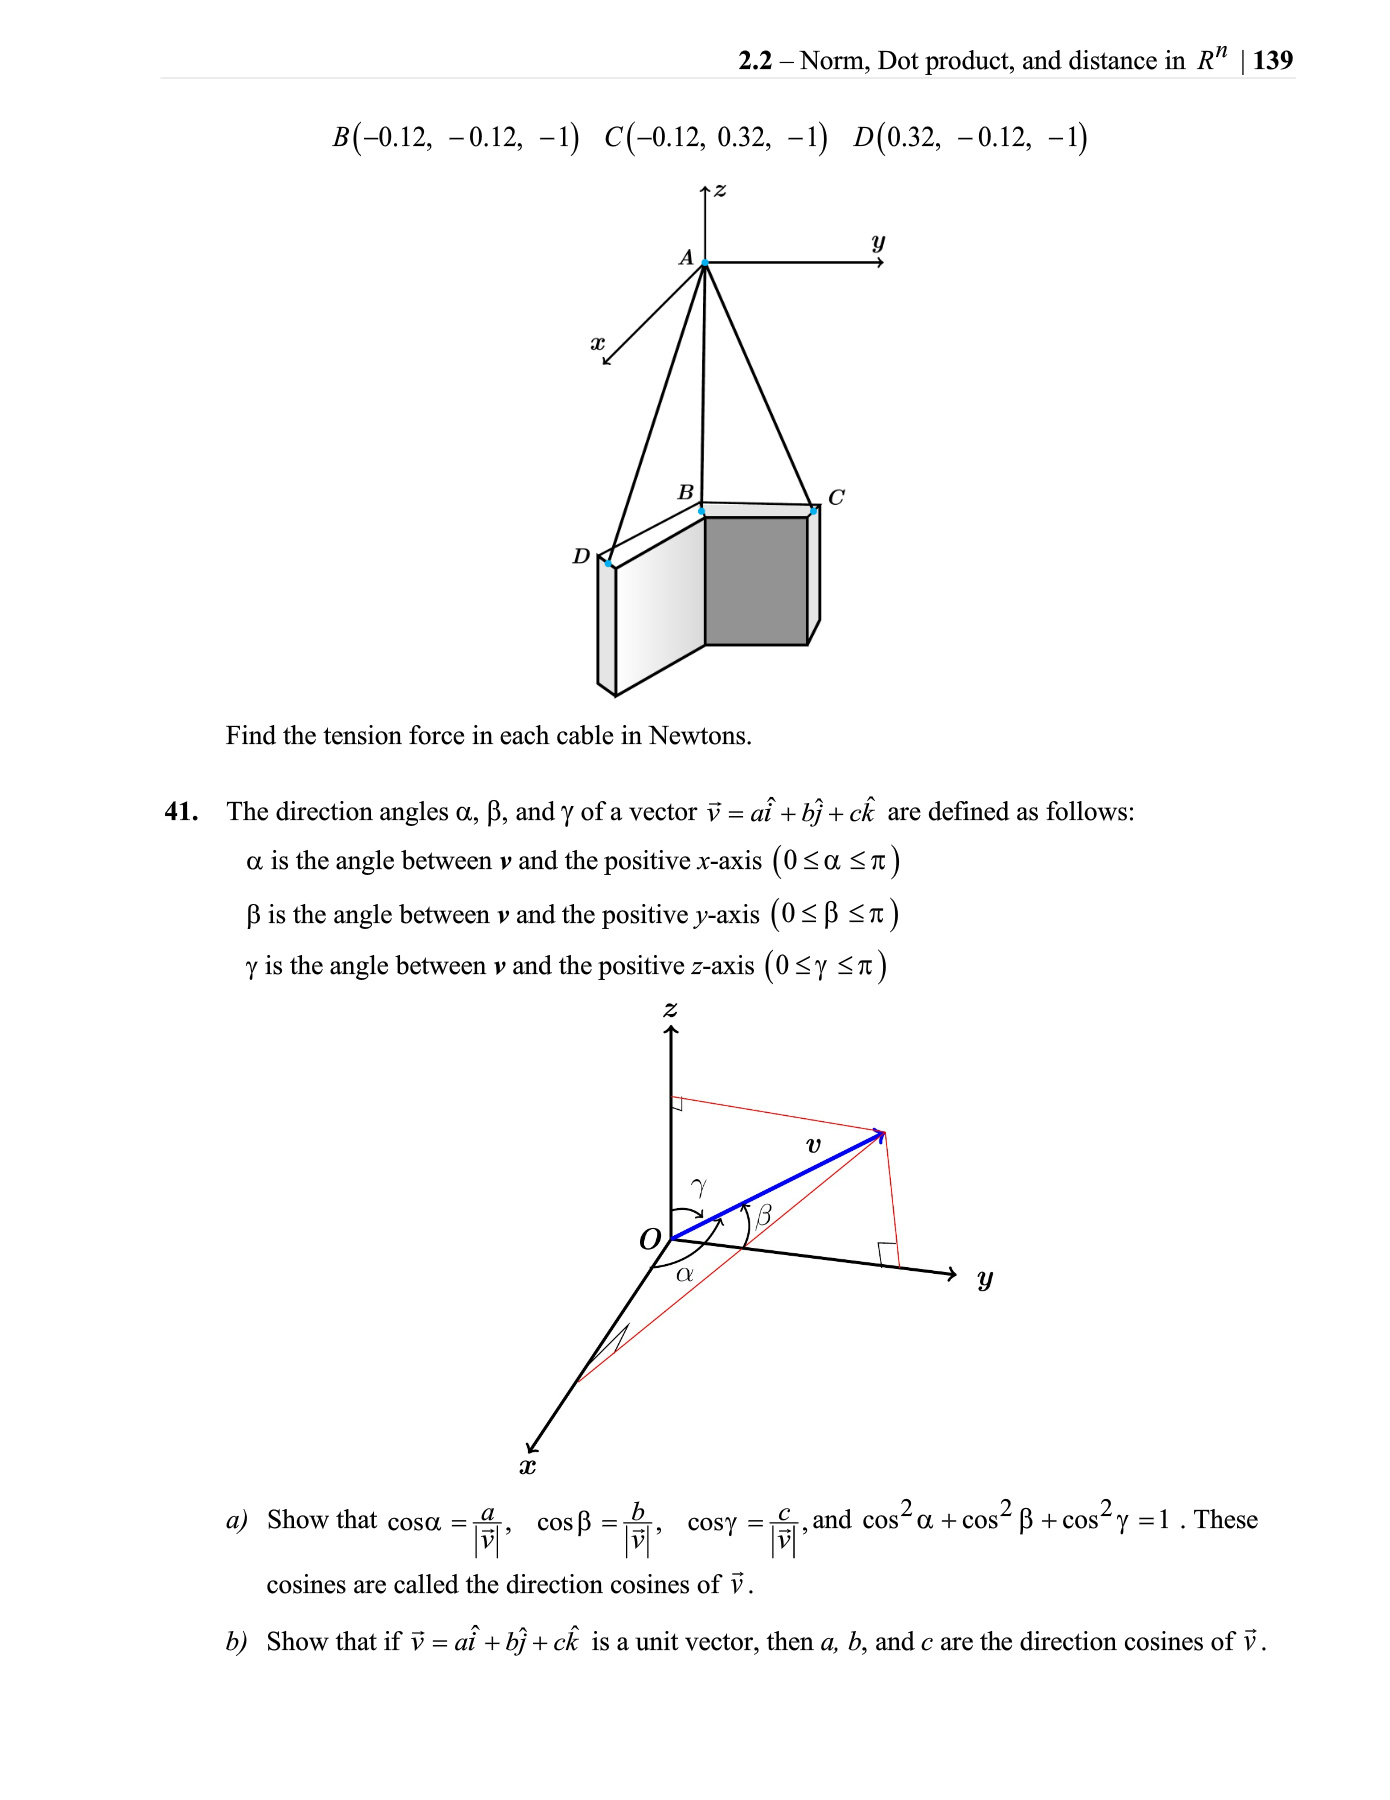 2.2 – Norm, Dot product, and distance in Rⁿ | 139
B(−0.12, −0.12, −1) C(−0.12, 0.32, −1) D(0.32, −0.12, −1)
z
y
A
x
B
C
D
Find the tension force in each cable in Newtons.
41. The direction angles α, β, and γ of a vector v⃗ = aî + bĵ + ck̂ are defined as follows:
α is the angle between v and the positive x-axis (0 ≤ α ≤ π)
β is the angle between v and the positive y-axis (0 ≤ β ≤ π)
γ is the angle between v and the positive z-axis (0 ≤ γ ≤ π)
z
v
γ
β
O
α
y
x
a) Show that cosα = a/|v⃗|, cosβ = b/|v⃗|, cosγ = c/|v⃗|, and cos²α + cos²β + cos²γ = 1 . These
cosines are called the direction cosines of v⃗.
b) Show that if v⃗ = aî + bĵ + ck̂ is a unit vector, then a, b, and c are the direction cosines of v⃗.